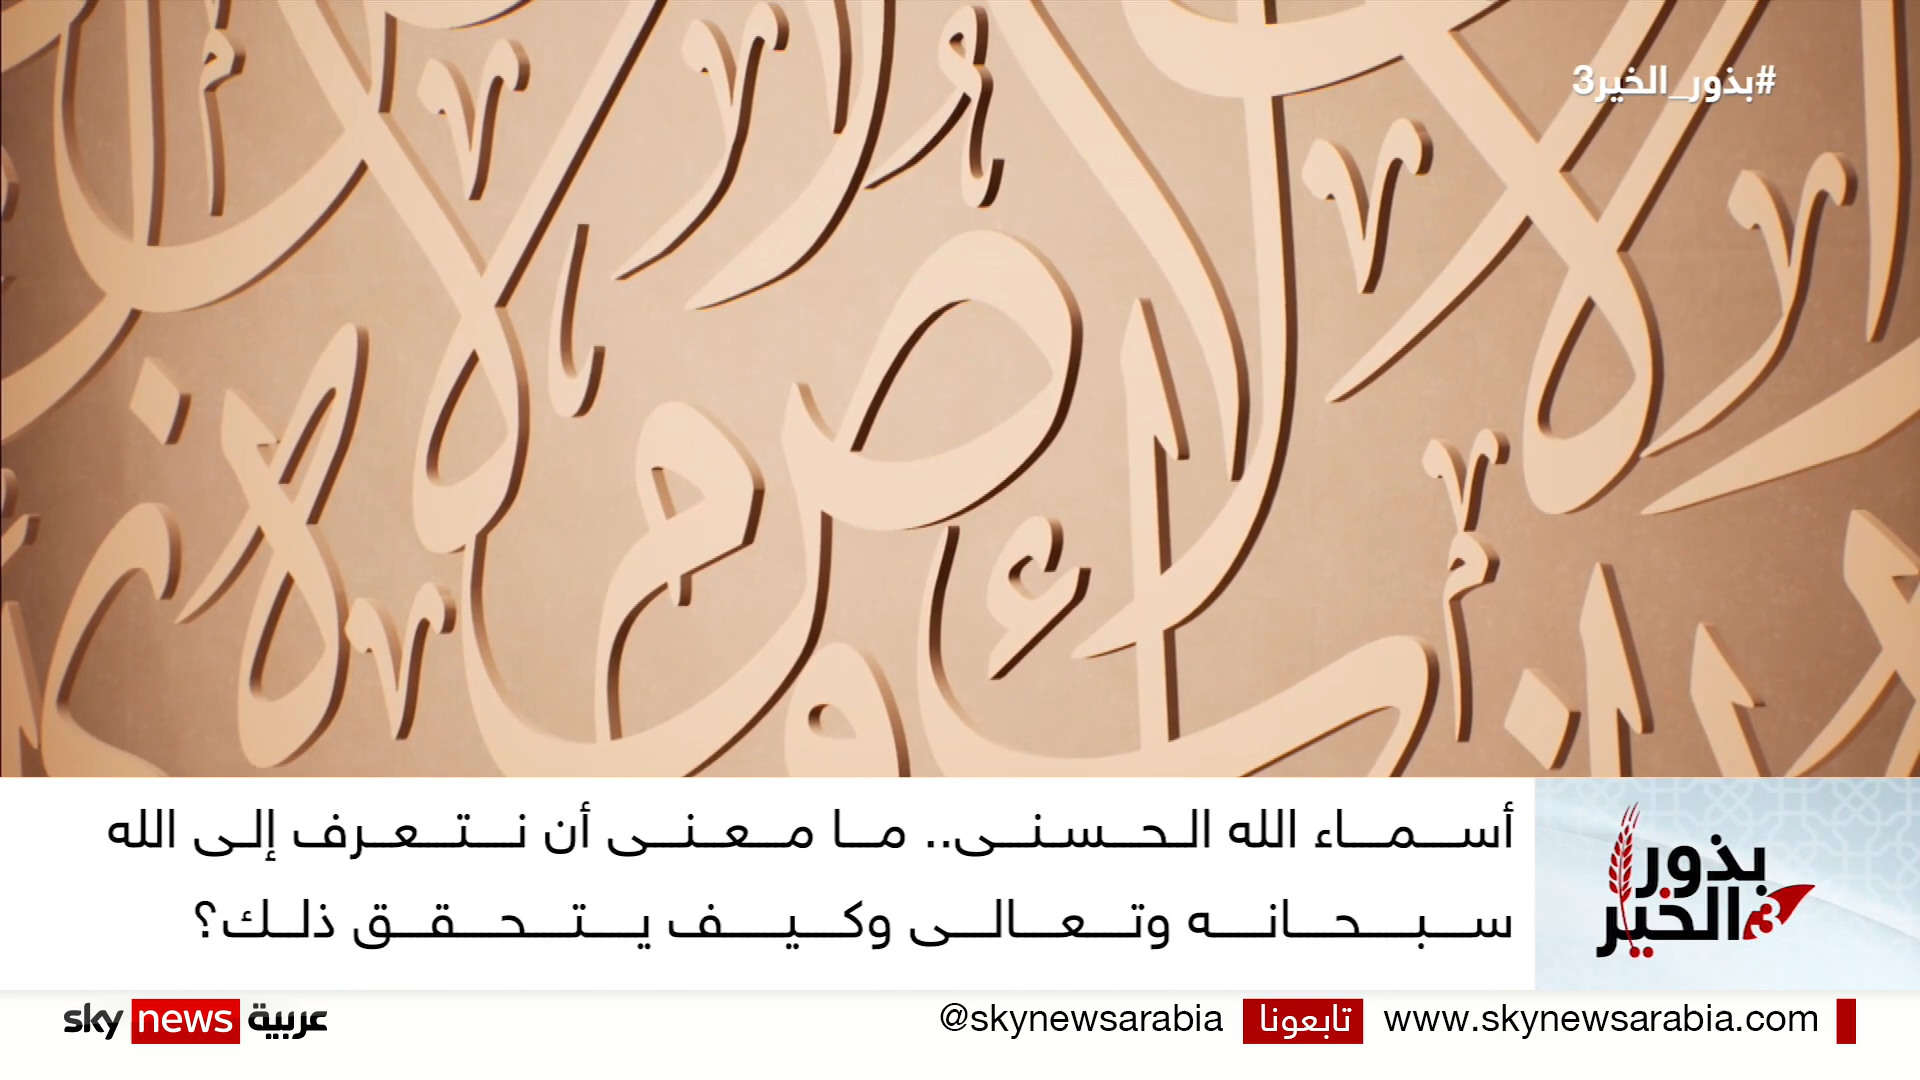 #بذور_الخير3
أسماء الله الحسنى.. ما معنى أن نتعرف إلى الله
سبحانه وتعالى وكيف يتحقق ذلك؟
بذور
الخير 3
sky news عربية
@skynewsarabia تابعونا www.skynewsarabia.com